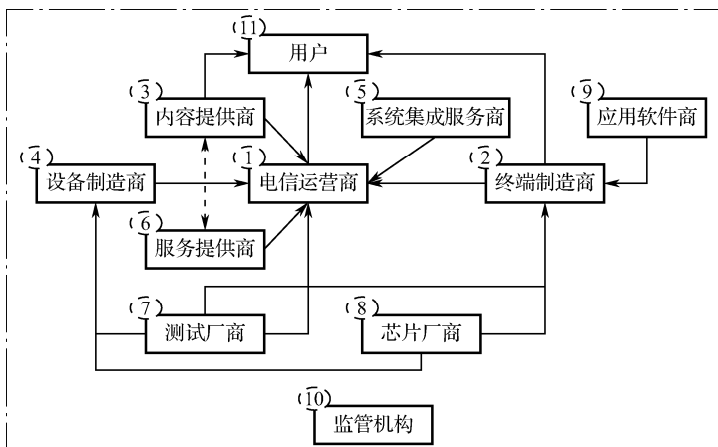 11 用户
3 内容提供商
5 系统集成服务商
9 应用软件商
4 设备制造商
1 电信运营商
2 终端制造商
6 服务提供商
7 测试厂商
8 芯片厂商
10 监管机构